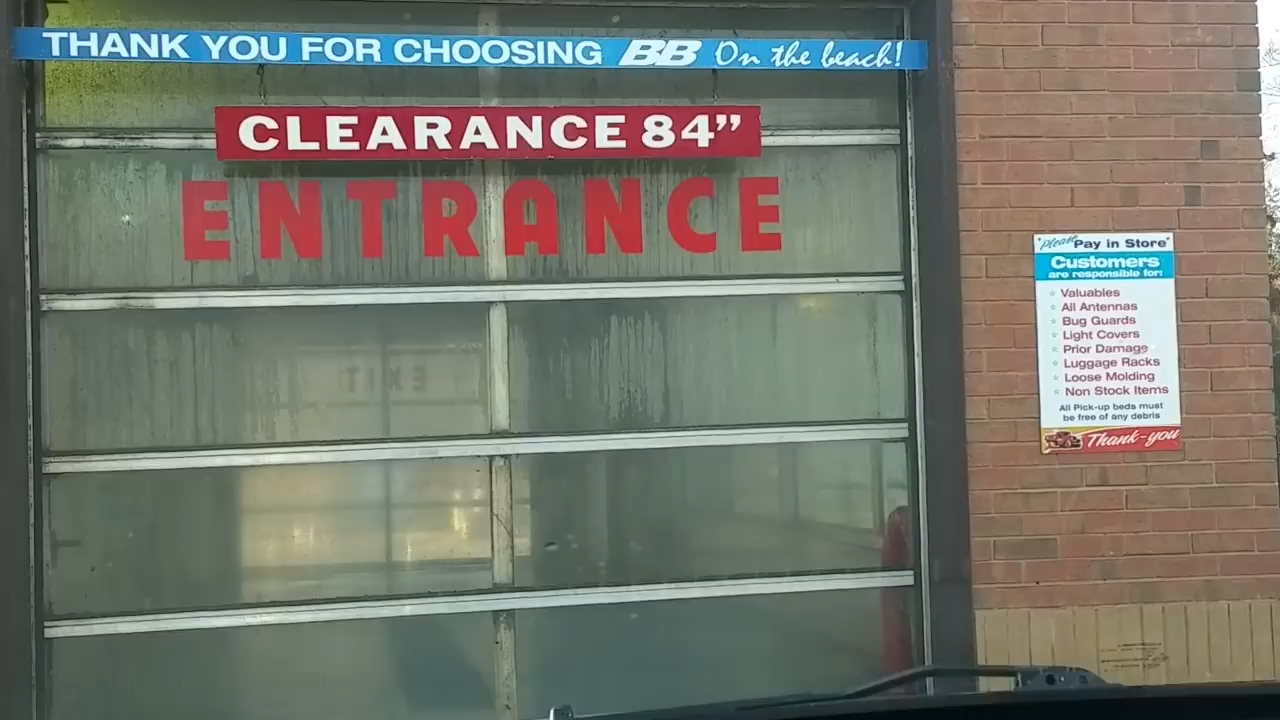 THANK YOU FOR CHOOSING BB On the beach!
CLEARANCE 84”
ENTRANCE
EXIT
"please Pay in Store"
Customers
are responsible for:
☆ Valuables
☆ All Antennas
☆ Bug Guards
☆ Light Covers
☆ Prior Damage
☆ Luggage Racks
☆ Loose Molding
☆ Non Stock Items
All Pick-up beds must
be free of any debris
Thank-you